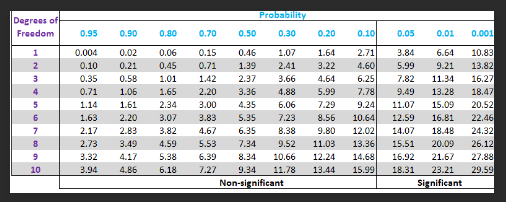 Probability
Degrees of
Freedom 0.95 0.90 0.80 0.70 0.50 0.30 0.20 0.10 0.05 0.01 0.001
1 0.004 0.02 0.06 0.15 0.46 1.07 1.64 2.71 3.84 6.64 10.83
2 0.10 0.21 0.45 0.71 1.39 2.41 3.22 4.60 5.99 9.21 13.82
3 0.35 0.58 1.01 1.42 2.37 3.66 4.64 6.25 7.82 11.34 16.27
4 0.71 1.06 1.65 2.20 3.36 4.88 5.99 7.78 9.49 13.28 18.47
5 1.14 1.61 2.34 3.00 4.35 6.06 7.29 9.24 11.07 15.09 20.52
6 1.63 2.20 3.07 3.83 5.35 7.23 8.56 10.64 12.59 16.81 22.46
7 2.17 2.83 3.82 4.67 6.35 8.38 9.80 12.02 14.07 18.48 24.32
8 2.73 3.49 4.59 5.53 7.34 9.52 11.03 13.36 15.51 20.09 26.12
9 3.32 4.17 5.38 6.39 8.34 10.66 12.24 14.68 16.92 21.67 27.88
10 3.94 4.86 6.18 7.27 9.34 11.78 13.44 15.99 18.31 23.21 29.59
Non-significant Significant